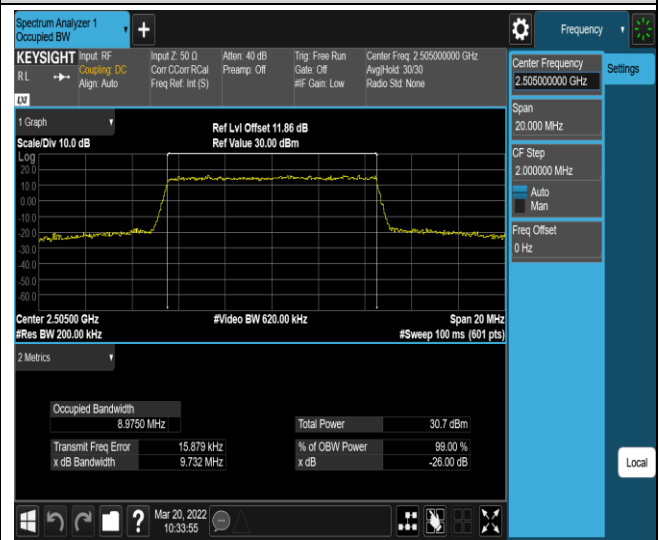 Spectrum Analyzer 1
Occupied BW
+
Frequency
KEYSIGHT
RL
LXI
Input: RF
Coupling: DC
Align: Auto
Input Z: 50 Ω
Corr CCorr RCal
Freq Ref: Int (S)
Atten: 40 dB
Preamp: Off
Trig: Free Run
Gate: Off
#IF Gain: Low
Center Freq: 2.505000000 GHz
Avg|Hold: 30/30
Radio Std: None
Center Frequency
2.505000000 GHz
Settings
Span
20.000 MHz
CF Step
2.000000 MHz
Auto
Man
Freq Offset
0 Hz
1 Graph
Scale/Div 10.0 dB
Ref Lvl Offset 11.86 dB
Ref Value 30.00 dBm
Log
20.0
10.0
0.00
-10.0
-20.0
-30.0
-40.0
-50.0
-60.0
Center 2.50500 GHz
#Res BW 200.00 kHz
#Video BW 620.00 kHz
Span 20 MHz
#Sweep 100 ms (601 pts)
2 Metrics
Occupied Bandwidth
8.9750 MHz
Total Power 30.7 dBm
Transmit Freq Error 15.879 kHz
% of OBW Power 99.00 %
x dB Bandwidth 9.732 MHz
x dB -26.00 dB
Local
?
Mar 20, 2022
10:33:55